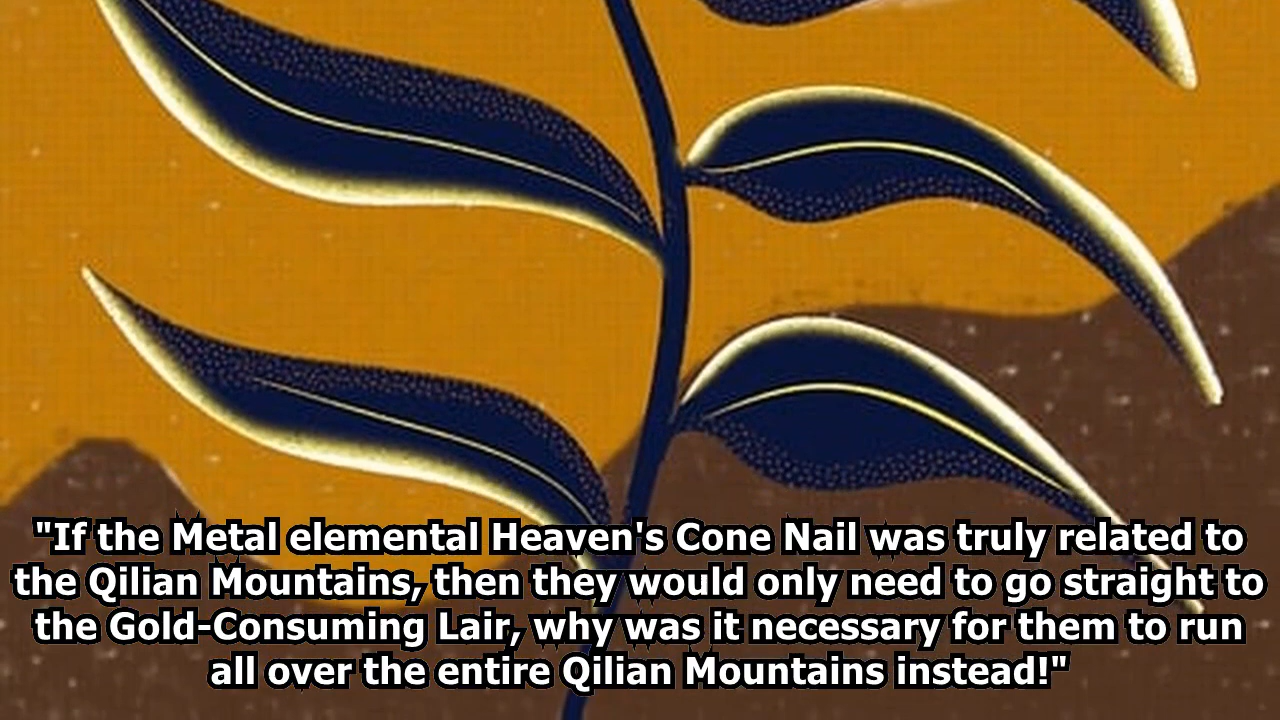 "If the Metal elemental Heaven's Cone Nail was truly related to
the Qilian Mountains, then they would only need to go straight to
the Gold-Consuming Lair, why was it necessary for them to run
all over the entire Qilian Mountains instead!"